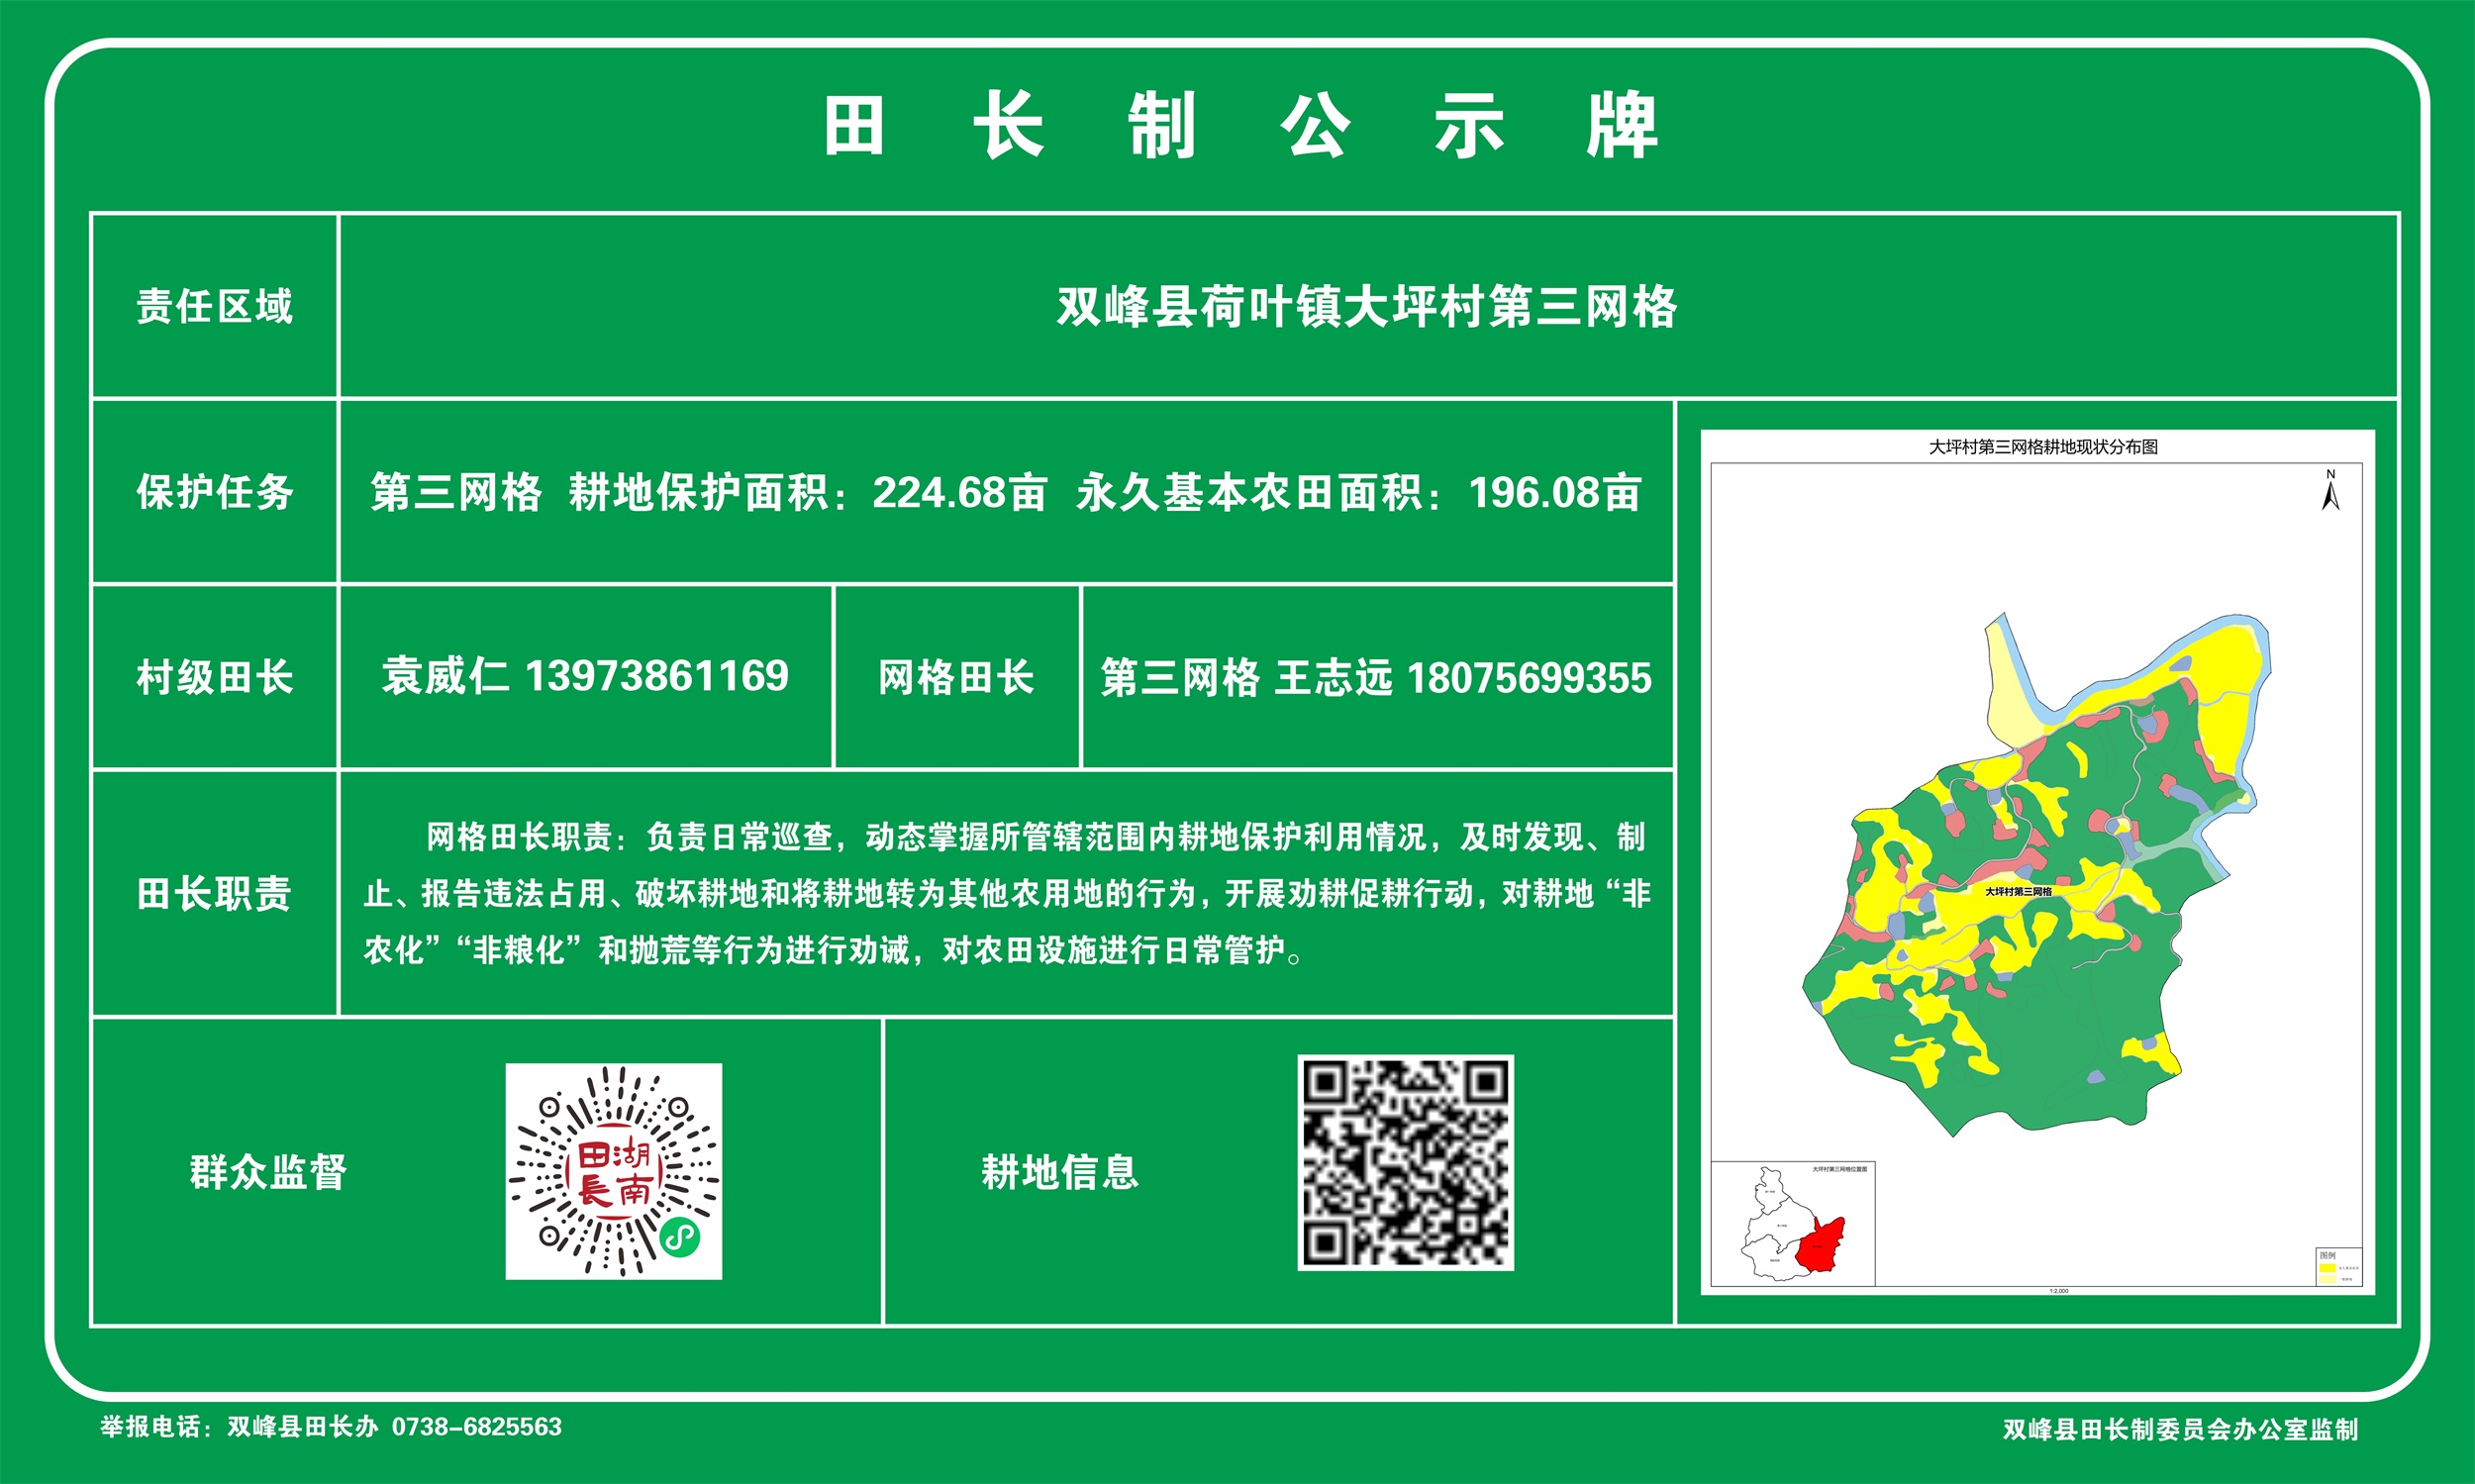 田长制公示牌
责任区域
双峰县荷叶镇大坪村第三网格
保护任务
第三网格 耕地保护面积：224.68亩 永久基本农田面积：196.08亩
村级田长
袁威仁 13973861169
网格田长
第三网格 王志远 18075699355
田长职责
网格田长职责：负责日常巡查，动态掌握所管辖范围内耕地保护利用情况，及时发现、制
止、报告违法占用、破坏耕地和将耕地转为其他农用地的行为，开展劝耕促耕行动，对耕地“非
农化”“非粮化”和抛荒等行为进行劝诫，对农田设施进行日常管护。
群众监督
湖南田長
耕地信息
大坪村第三网格耕地现状分布图
N
大坪村第三网格
大坪村第三网格位置图
图例
1:2,000
举报电话：双峰县田长办 0738-6825563
双峰县田长制委员会办公室监制